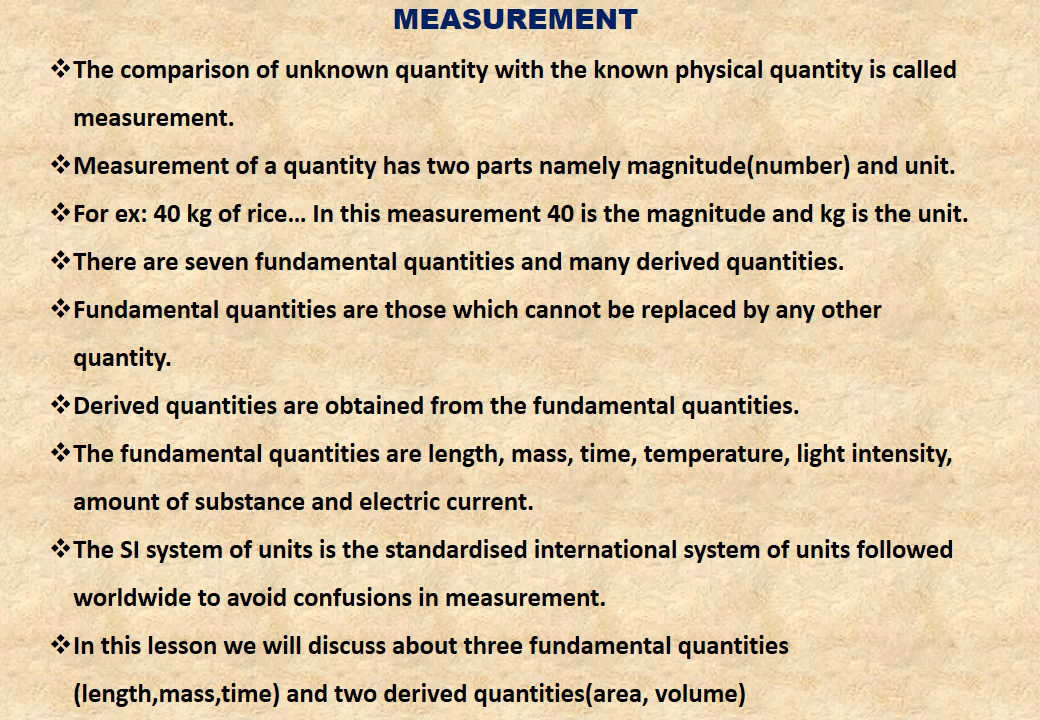 MEASUREMENT
❖The comparison of unknown quantity with the known physical quantity is called
measurement.
❖Measurement of a quantity has two parts namely magnitude(number) and unit.
❖For ex: 40 kg of rice... In this measurement 40 is the magnitude and kg is the unit.
❖There are seven fundamental quantities and many derived quantities.
❖Fundamental quantities are those which cannot be replaced by any other
quantity.
❖Derived quantities are obtained from the fundamental quantities.
❖The fundamental quantities are length, mass, time, temperature, light intensity,
amount of substance and electric current.
❖The SI system of units is the standardised international system of units followed
worldwide to avoid confusions in measurement.
❖In this lesson we will discuss about three fundamental quantities
(length,mass,time) and two derived quantities(area, volume)